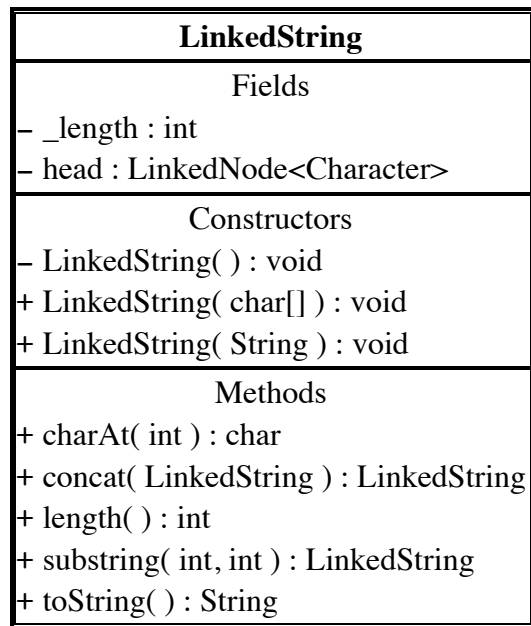 LinkedString
Fields
− _length : int
− head : LinkedNode<Character>
Constructors
− LinkedString( ) : void
+ LinkedString( char[] ) : void
+ LinkedString( String ) : void
Methods
+ charAt( int ) : char
+ concat( LinkedString ) : LinkedString
+ length( ) : int
+ substring( int, int ) : LinkedString
+ toString( ) : String